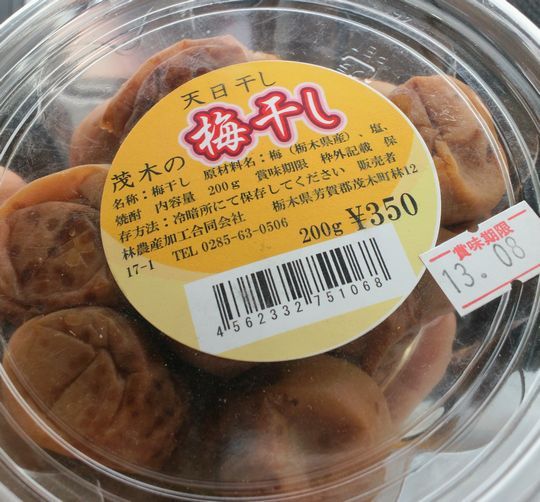 天日干し
茂木の
梅干し
名称：梅干し 原材料名：梅（栃木県産）、塩、
焼酎 内容量 200g 賞味期限 枠外記載 保
存方法：冷暗所にて保存してください 販売者
林農産加工合同会社 栃木県芳賀郡茂木町林12
17-1 TEL 0285-63-0506
200g ¥350
4562332751068
賞味期限
13.08